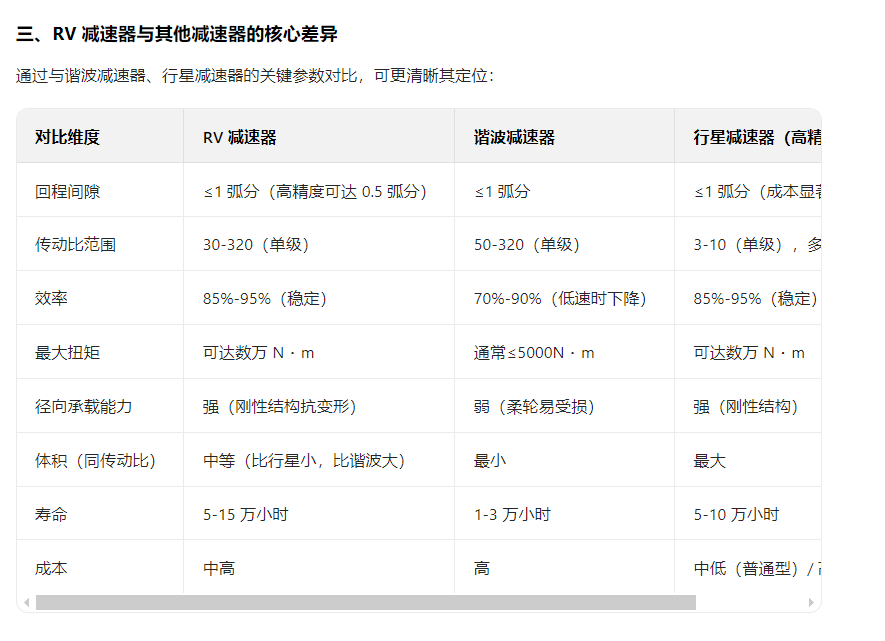 三、RV 减速器与其他减速器的核心差异
通过与谐波减速器、行星减速器的关键参数对比，可更清晰其定位：
对比维度 RV 减速器 谐波减速器 行星减速器（高精
回程间隙 ≤1 弧分（高精度可达 0.5 弧分） ≤1 弧分 ≤1 弧分（成本显
传动比范围 30-320（单级） 50-320（单级） 3-10（单级），多
效率 85%-95%（稳定） 70%-90%（低速时下降） 85%-95%（稳定）
最大扭矩 可达数万 N・m 通常≤5000N・m 可达数万 N・m
径向承载能力 强（刚性结构抗变形） 弱（柔轮易受损） 强（刚性结构）
体积（同传动比） 中等（比行星小，比谐波大） 最小 最大
寿命 5-15 万小时 1-3 万小时 5-10 万小时
成本 中高 高 中低（普通型）/